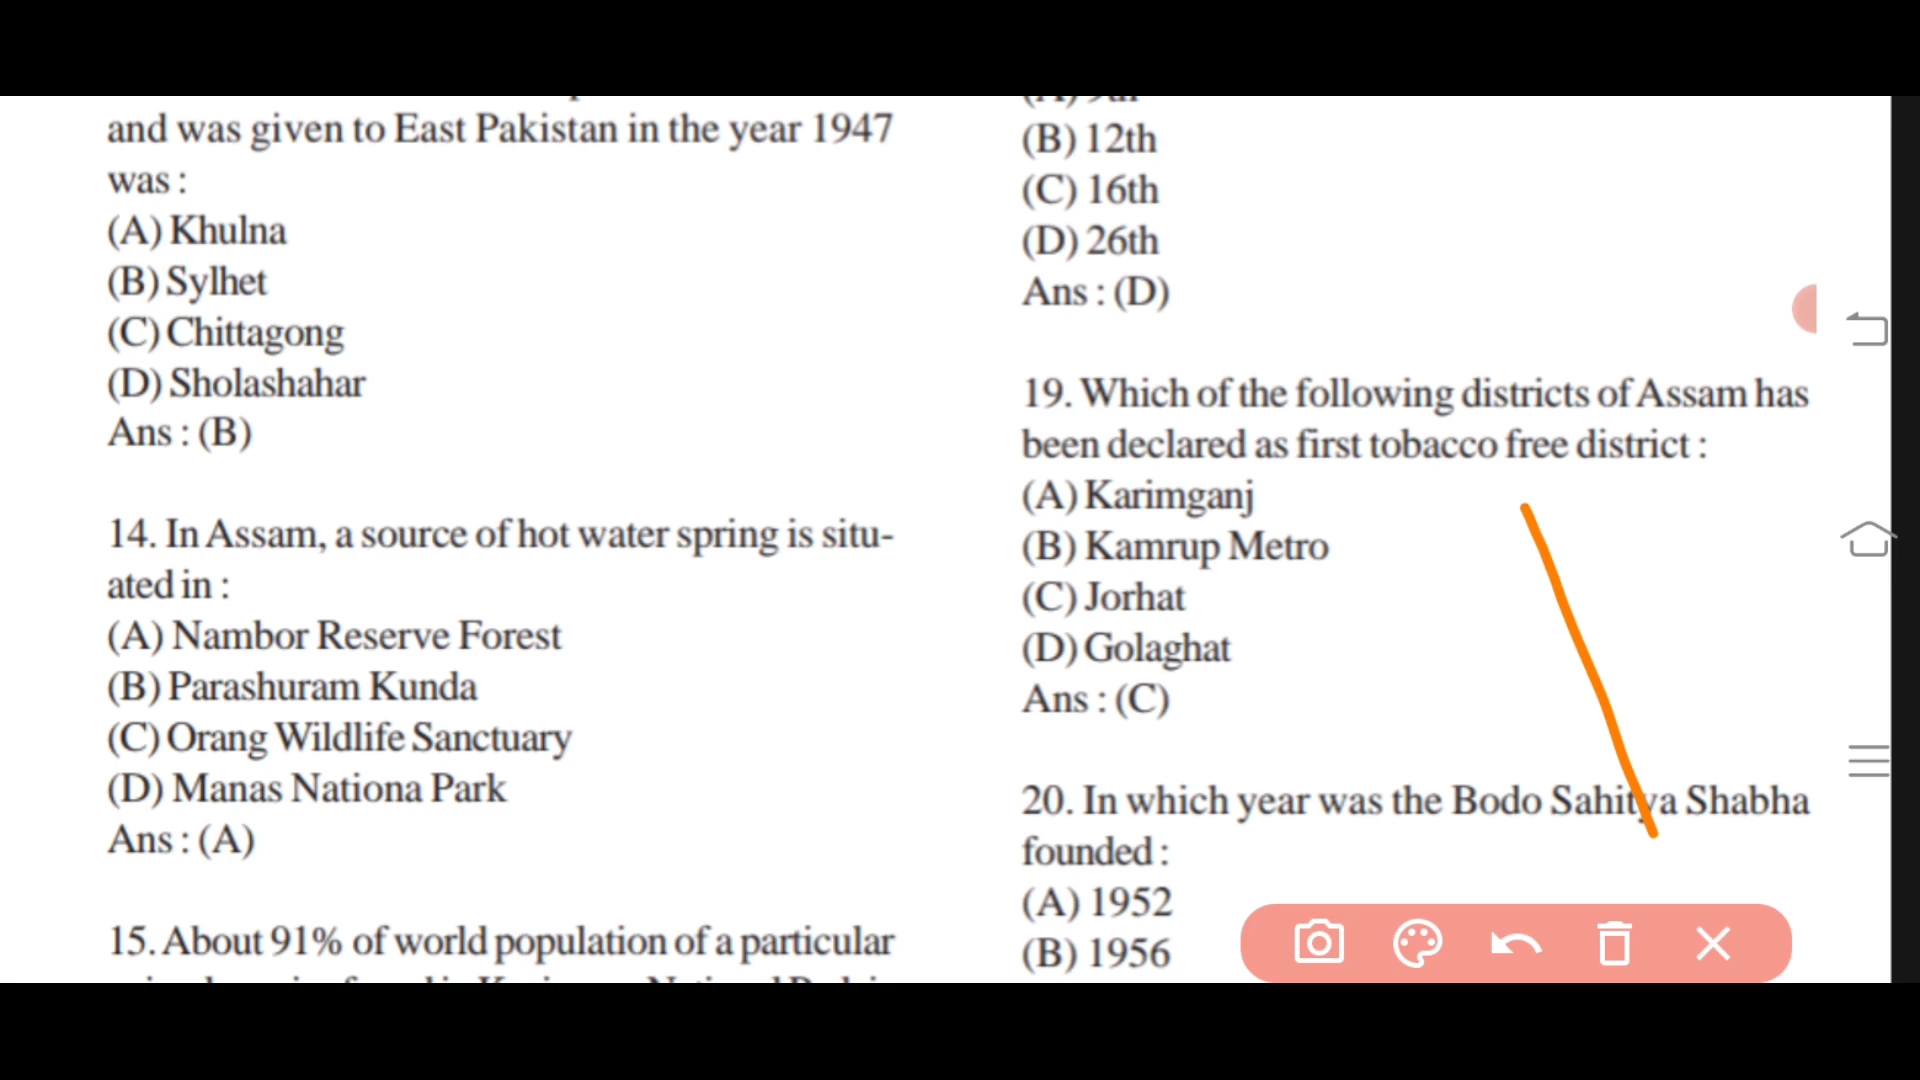 and was given to East Pakistan in the year 1947
was :
(A) Khulna
(B) Sylhet
(C) Chittagong
(D) Sholashahar
Ans : (B)
14. In Assam, a source of hot water spring is situ-
ated in :
(A) Nambor Reserve Forest
(B) Parashuram Kunda
(C) Orang Wildlife Sanctuary
(D) Manas Nationa Park
Ans : (A)
15. About 91% of world population of a particular
(B) 12th
(C) 16th
(D) 26th
Ans : (D)
19. Which of the following districts of Assam has
been declared as first tobacco free district :
(A) Karimganj
(B) Kamrup Metro
(C) Jorhat
(D) Golaghat
Ans : (C)
20. In which year was the Bodo Sahitya Shabha
founded :
(A) 1952
(B) 1956